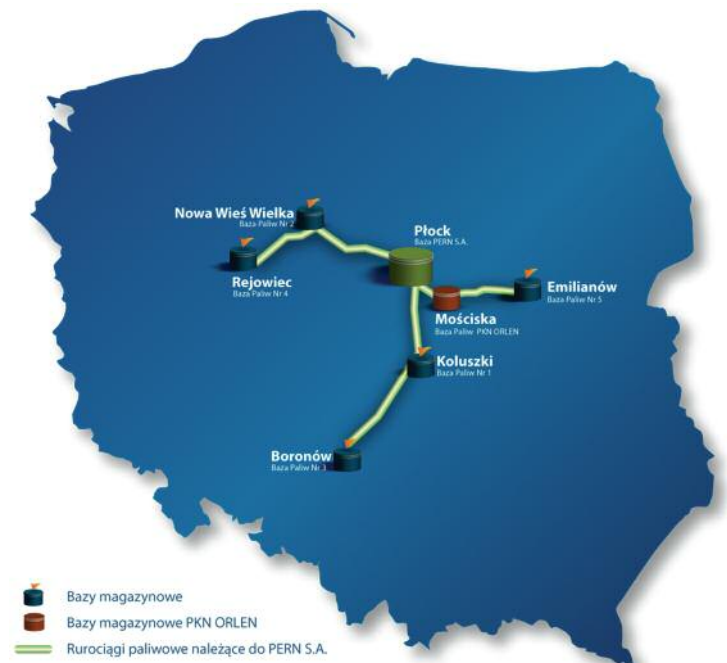 Nowa Wieś Wielka
Baza Paliw Nr 2
Płock
Baza PERN S.A.
Rejowiec
Baza Paliw Nr 4
Emilianów
Baza Paliw Nr 5
Mościska
Baza Paliw PKN ORLEN
Koluszki
Baza Paliw Nr 1
Boronów
Baza Paliw Nr 3
Bazy magazynowe
Bazy magazynowe PKN ORLEN
Rurociągi paliwowe należące do PERN S.A.